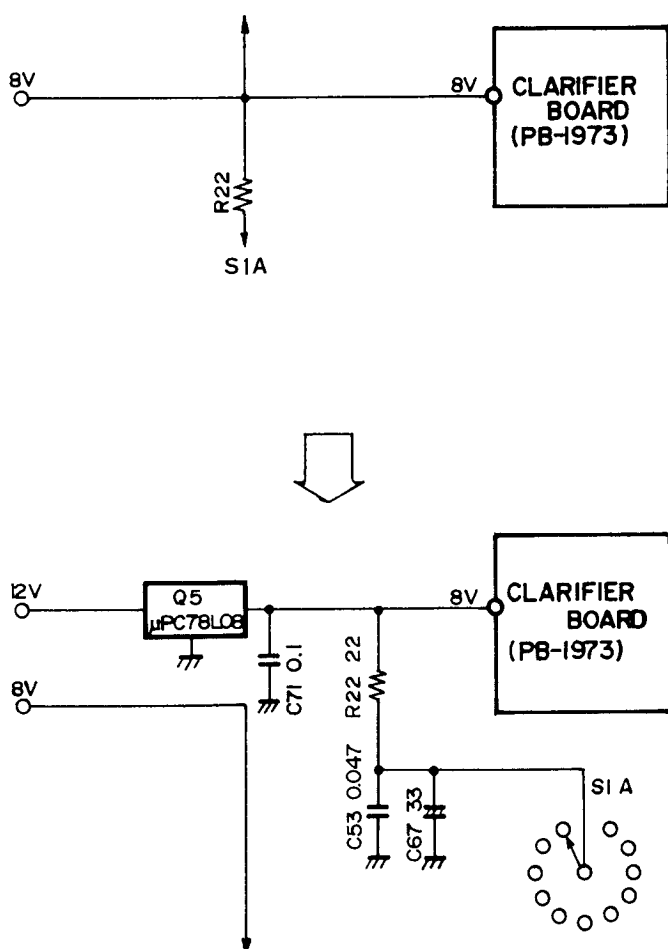 8V
8V
CLARIFIER
BOARD
(PB-1973)
R22
S1A
12V
Q5
μPC78L08
8V
CLARIFIER
BOARD
(PB-1973)
C71 0.1
R22 22
8V
C53 0.047
C67 33
S1A